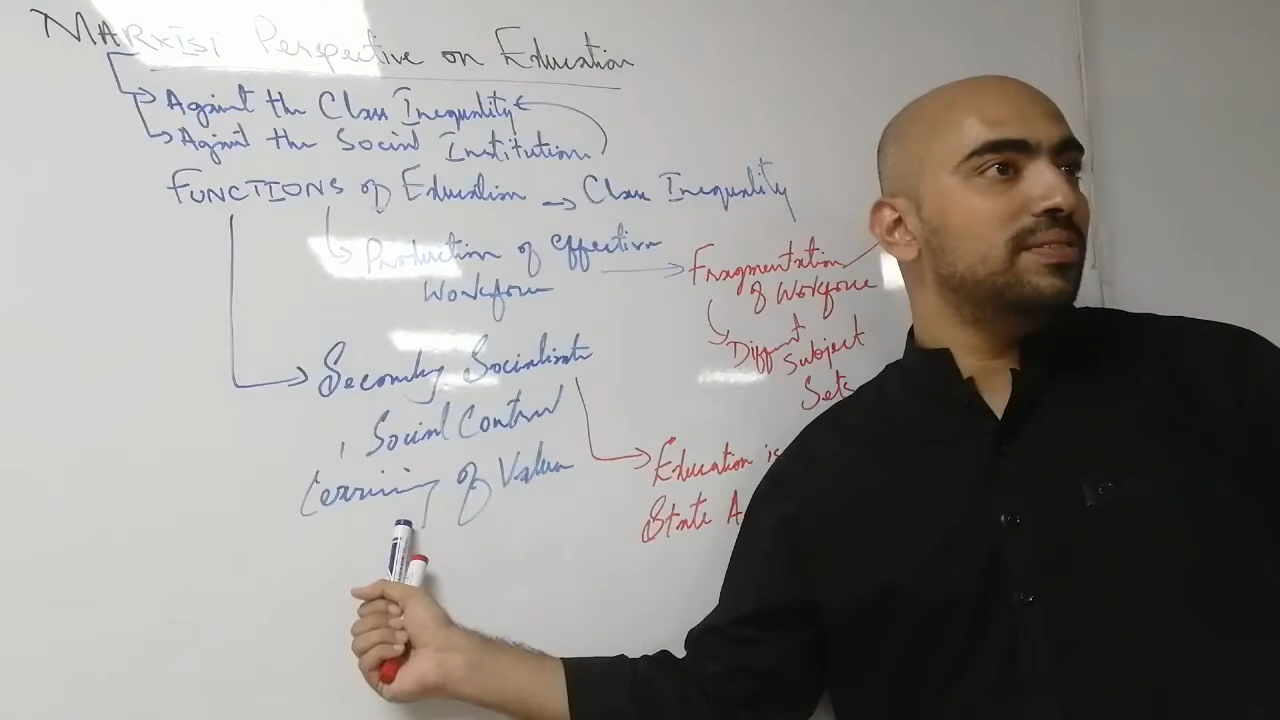 MARXIST Perspective on Education
Against the Class Inequality
Against the Social Institution
FUNCTIONS of Education → Class Inequality
Production of effective
Workforce
Fragmentation
of Workforce
Different
Subject
Sets
Secondary Socialisation
, Social Control
Learning of Values
Education is
State A